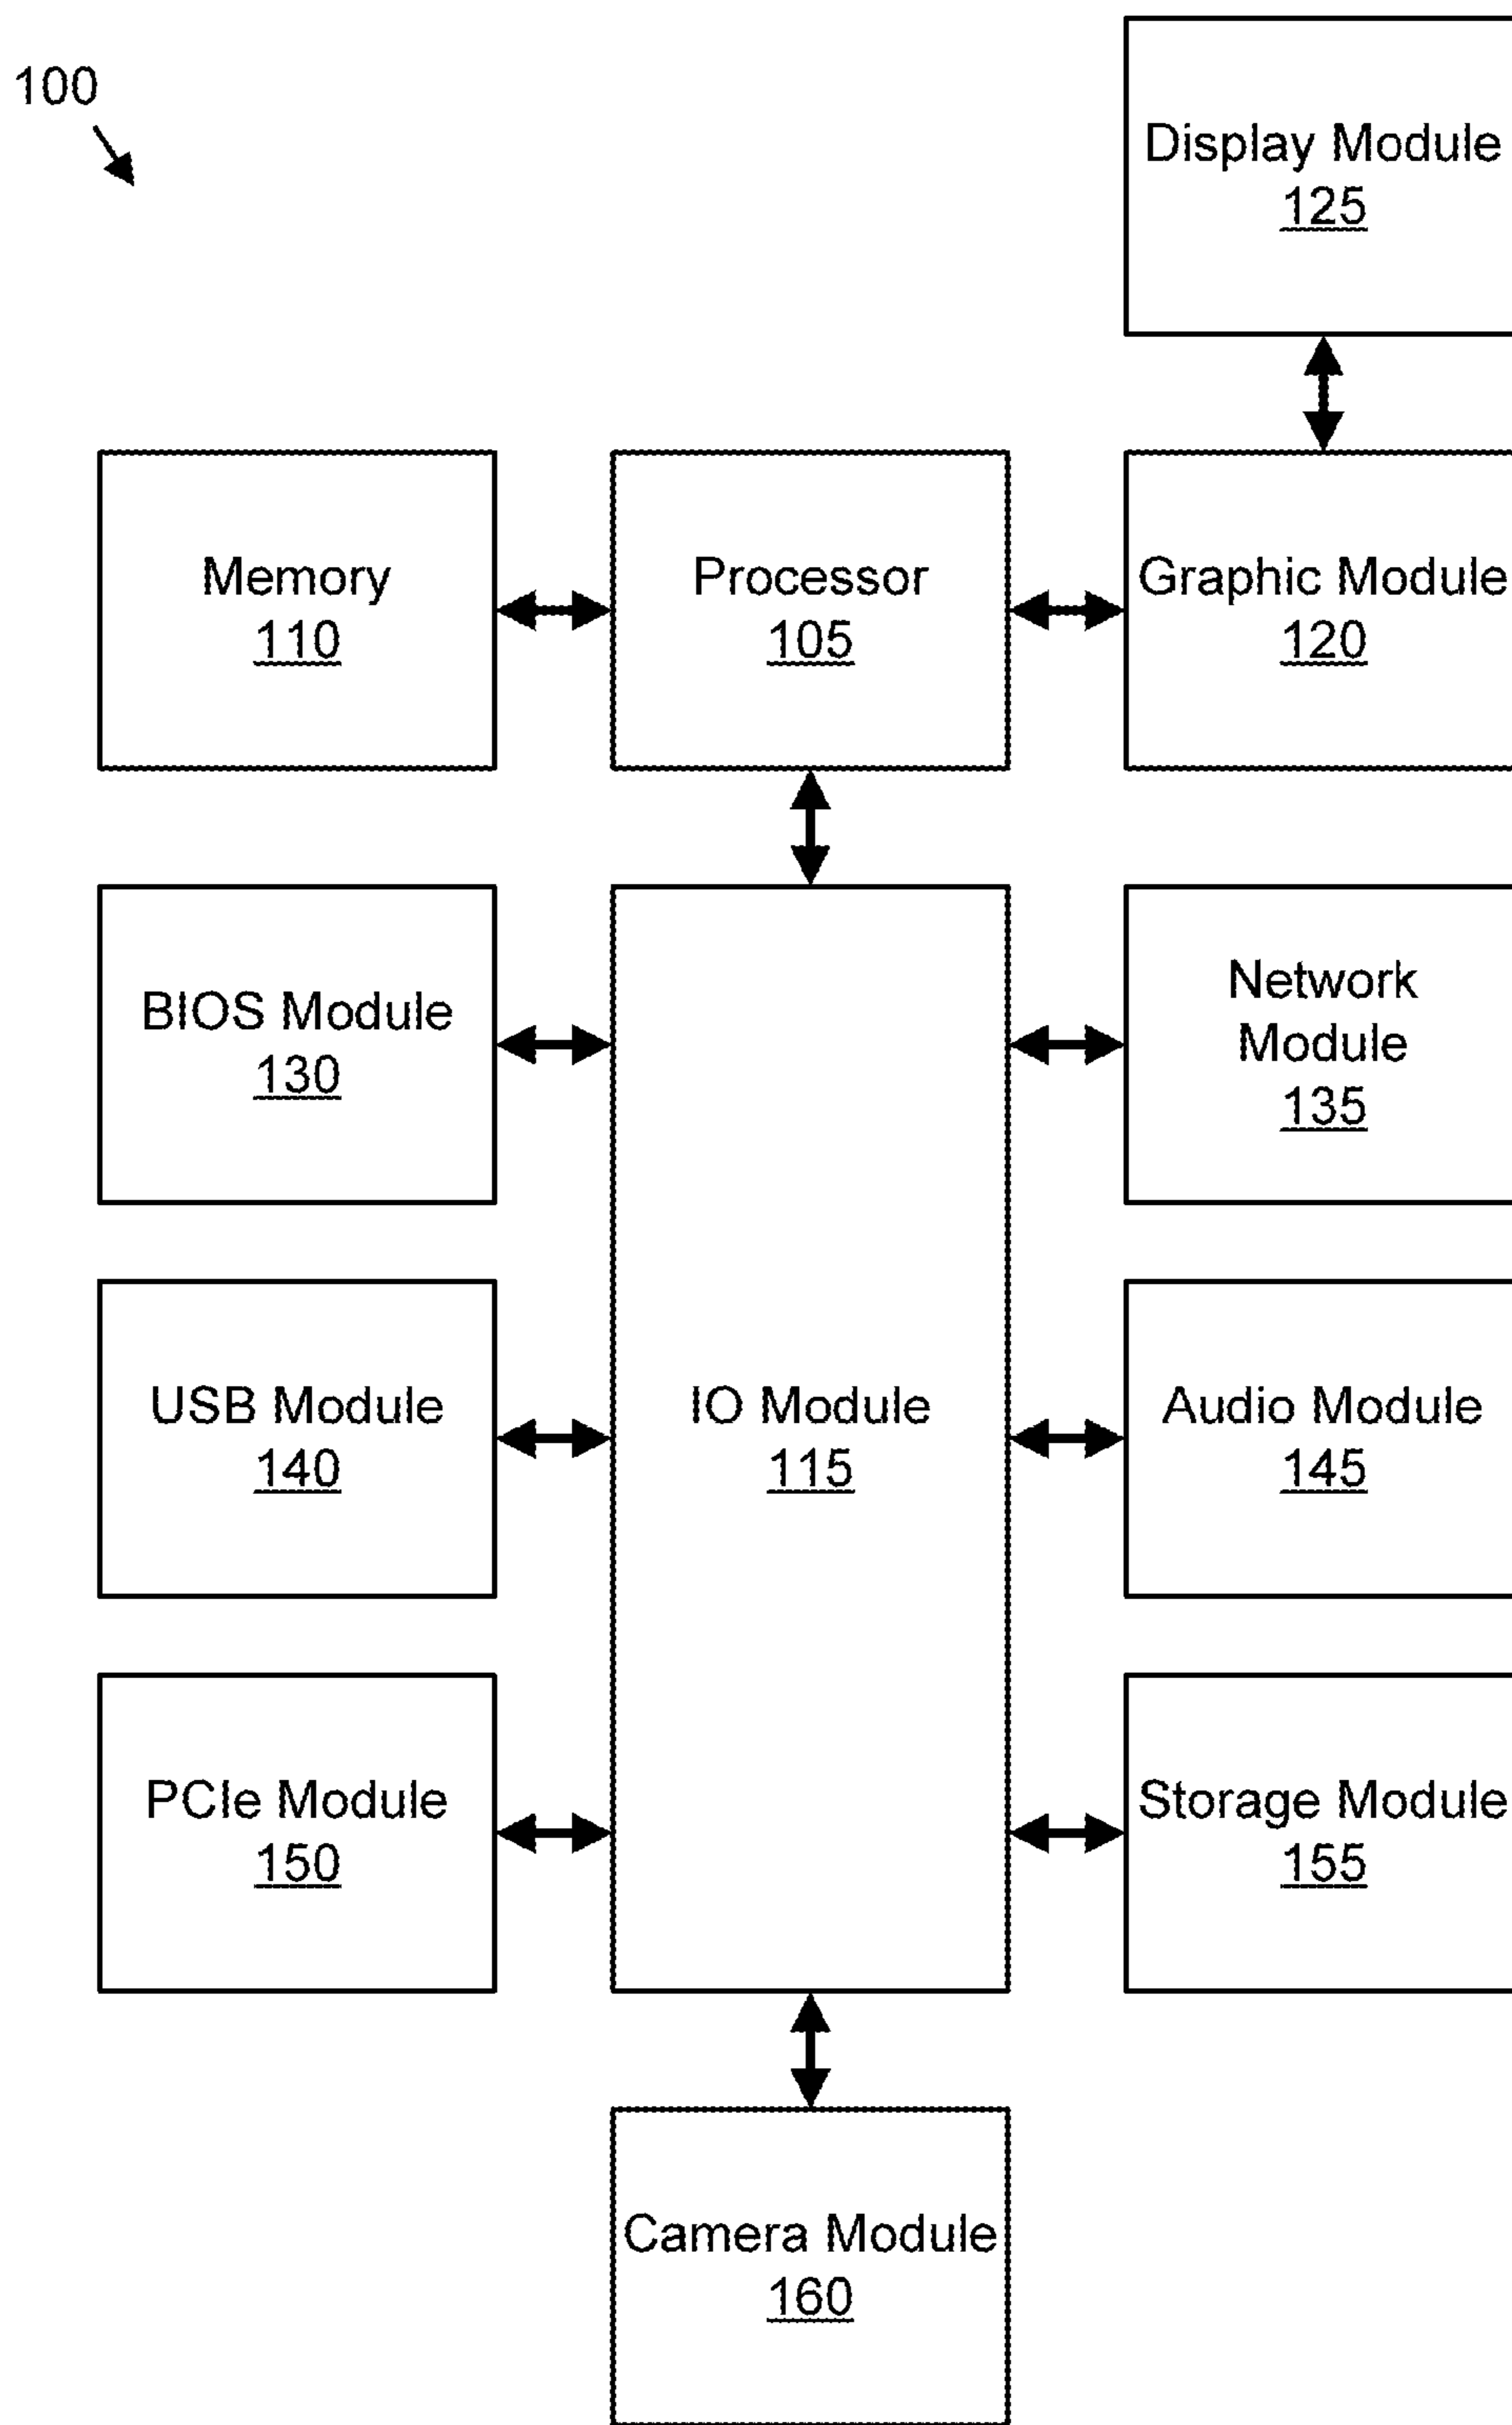 100
Display Module
125
Memory
110
Processor
105
Graphic Module
120
BIOS Module
130
Network
Module
135
USB Module
140
IO Module
115
Audio Module
145
PCIe Module
150
Storage Module
155
Camera Module
160